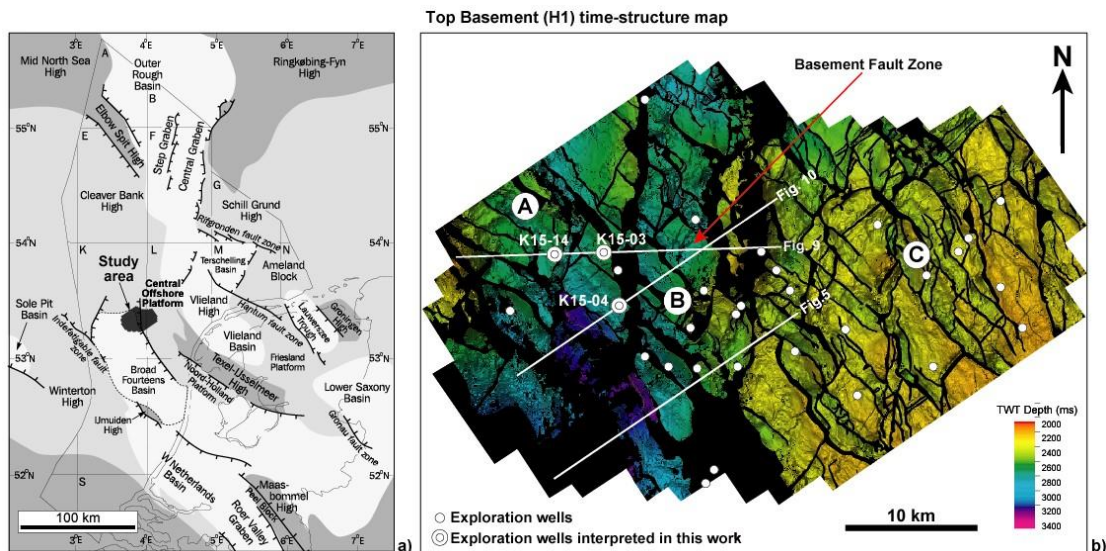 Top Basement (H1) time-structure map
3°E
4°E
5°E
6°E
7°E
Mid North Sea
High
A
Outer
Rough
Basin
Ringkøbing-Fyn
High
B
55°N
55°N
Elbow Spit High
E
F
Step Graben
Central Graben
G
Cleaver Bank
High
Schill Grund
High
Rifgronden fault zone
54°N
K
L
M
N
54°N
Study
area
Terschelling
Basin
Ameland
Block
Central
Offshore
Platform
Sole Pit
Basin
Vlieland
High
Hantum fault zone
Lauwerszee
Trough
Groningen
High
Indefatigable fault
zone
Vlieland
Basin
53°N
53°N
Friesland
Platform
Texel-IJsselmeer
High
Noord-Holland
Platform
Winterton
High
Broad
Fourteens
Basin
Lower Saxony
Basin
IJmuiden
High
Gronau fault zone
52°N
52°N
S
W Netherlands
Basin
Maas-
bommel
High
Peel Block
Roer Valley
Graben
100 km
3°E
4°E
5°E
6°E
7°E
a)
Basement Fault Zone
N
A
K15-14
K15-03
Fig. 10
Fig. 9
C
K15-04
B
Fig.5
TWT Depth (ms)
2000
2200
2400
2600
2800
3000
3200
3400
Exploration wells
Exploration wells interpreted in this work
10 km
b)